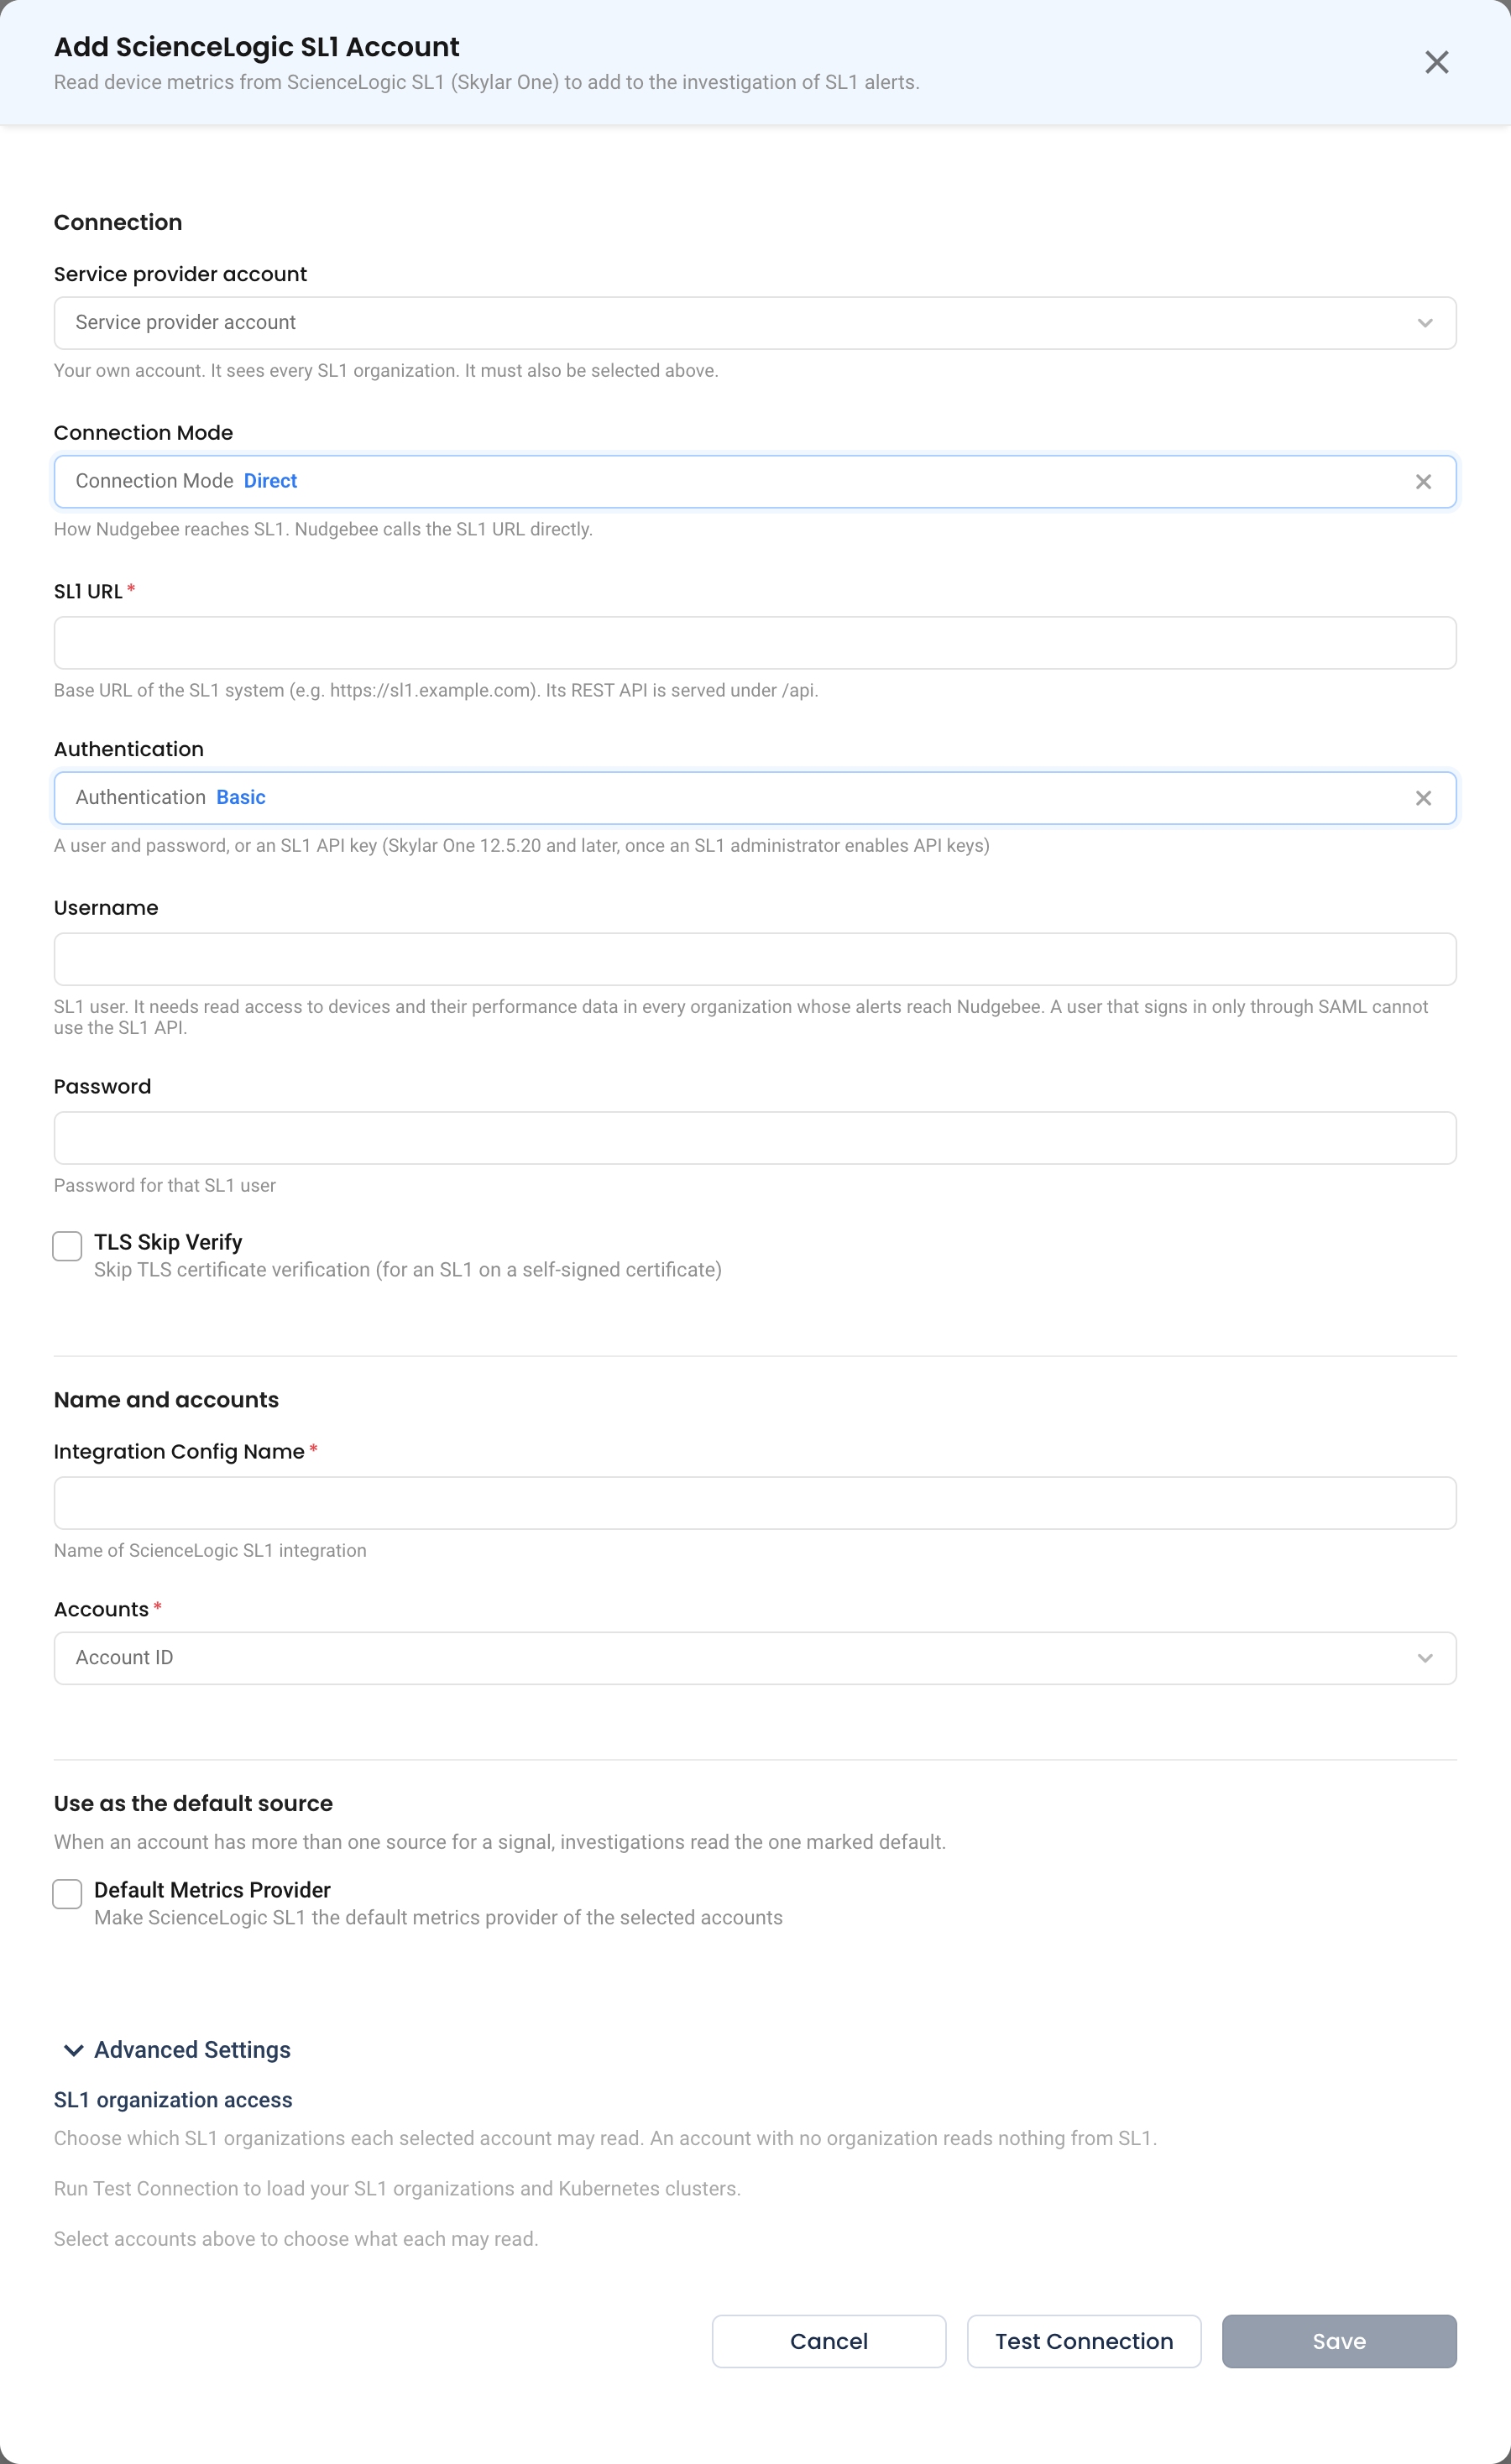 Add ScienceLogic SL1 Account
Read device metrics from ScienceLogic SL1 (Skylar One) to add to the investigation of SL1 alerts.
Connection
Service provider account
Service provider account
Your own account. It sees every SL1 organization. It must also be selected above.
Connection Mode
Connection Mode Direct
How Nudgebee reaches SL1. Nudgebee calls the SL1 URL directly.
SL1 URL *
Base URL of the SL1 system (e.g. https://sl1.example.com). Its REST API is served under /api.
Authentication
Authentication Basic
A user and password, or an SL1 API key (Skylar One 12.5.20 and later, once an SL1 administrator enables API keys)
Username
SL1 user. It needs read access to devices and their performance data in every organization whose alerts reach Nudgebee. A user that signs in only through SAML cannot
use the SL1 API.
Password
Password for that SL1 user
TLS Skip Verify
Skip TLS certificate verification (for an SL1 on a self-signed certificate)
Name and accounts
Integration Config Name *
Name of ScienceLogic SL1 integration
Accounts *
Account ID
Use as the default source
When an account has more than one source for a signal, investigations read the one marked default.
Default Metrics Provider
Make ScienceLogic SL1 the default metrics provider of the selected accounts
Advanced Settings
SL1 organization access
Choose which SL1 organizations each selected account may read. An account with no organization reads nothing from SL1.
Run Test Connection to load your SL1 organizations and Kubernetes clusters.
Select accounts above to choose what each may read.
Cancel
Test Connection
Save